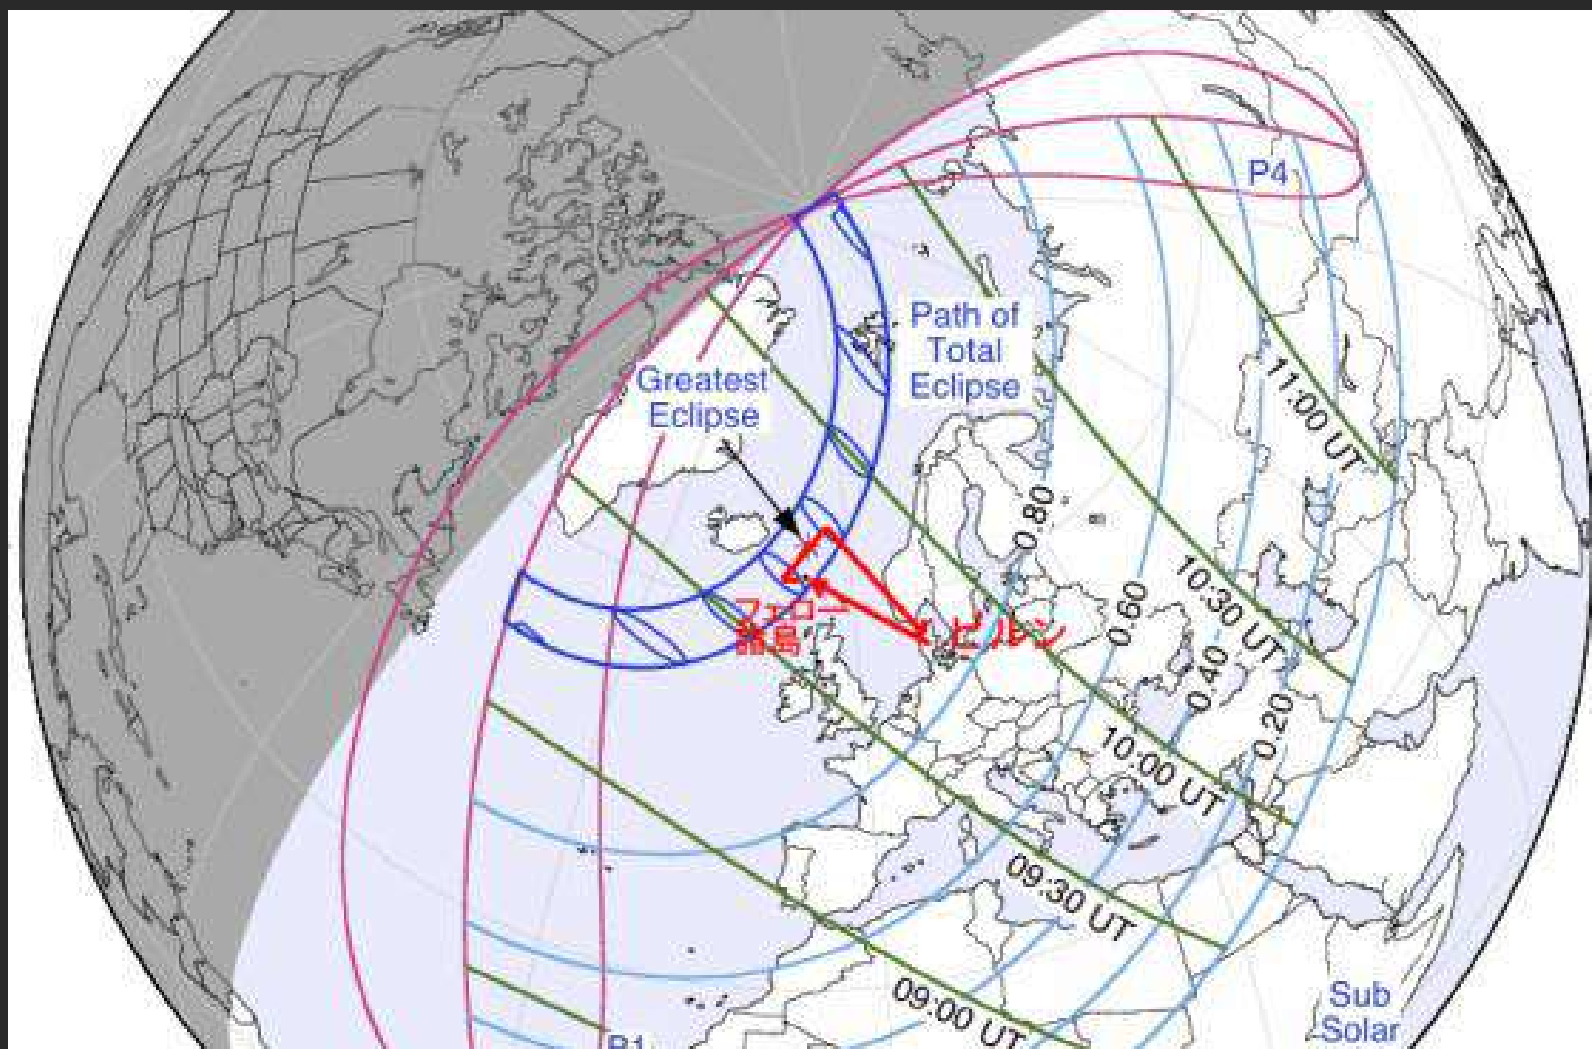 P4
Path of
Total
Eclipse
Greatest
Eclipse
11:00 UT
0.80
10:30 UT
0.60
フェロー
諸島
ビルン
0.40
0.20
10:00 UT
09:30 UT
09:00 UT
Sub
Solar
P1